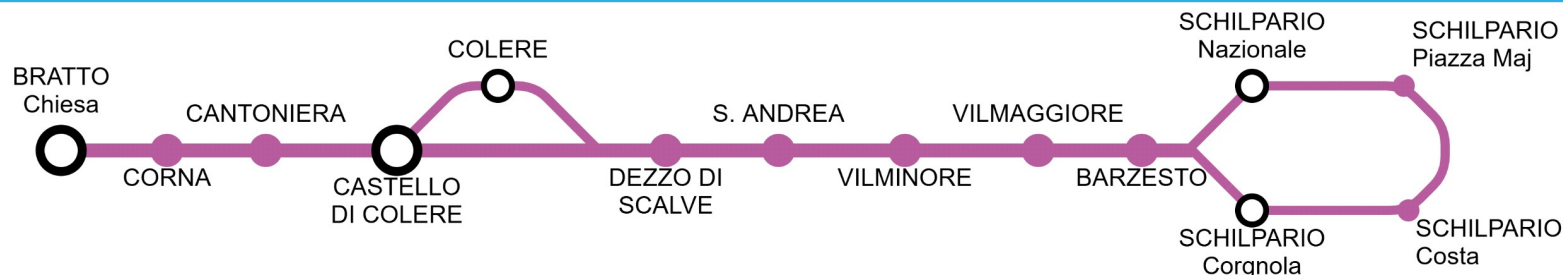 BRATTO
Chiesa
CORNA
CANTONIERA
CASTELLO
DI COLERE
COLERE
DEZZO DI
SCALVE
S. ANDREA
VILMINORE
VILMAGGIORE
BARZESTO
SCHILPARIO
Nazionale
SCHILPARIO
Piazza Maj
SCHILPARIO
Costa
SCHILPARIO
Corgnola